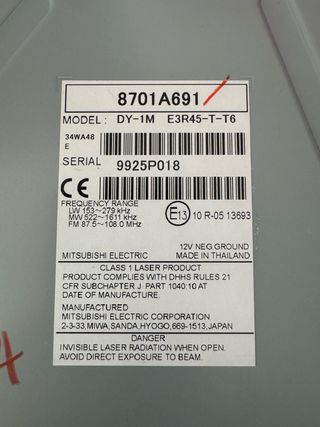 8701A691
MODEL: DY-1M E3R45-T-T6
34WA48
E
SERIAL 9925P018
CE
FREQUENCY RANGE
LW 153~279 kHz
MW 522~1611 kHz
FM 87.5~108.0 MHz
E13 10 R-05 13693
12V NEG GROUND
MITSUBISHI ELECTRIC MADE IN THAILAND
CLASS 1 LASER PRODUCT
PRODUCT COMPLIES WITH DHHS RULES 21
CFR SUBCHAPTER J PART 1040:10 AT
DATE OF MANUFACTURE.
MANUFACTURED
MITSUBISHI ELECTRIC CORPORATION
2-3-33,MIWA,SANDA,HYOGO,669-1513,JAPAN
DANGER
INVISIBLE LASER RADIATION WHEN OPEN.
AVOID DIRECT EXPOSURE TO BEAM.